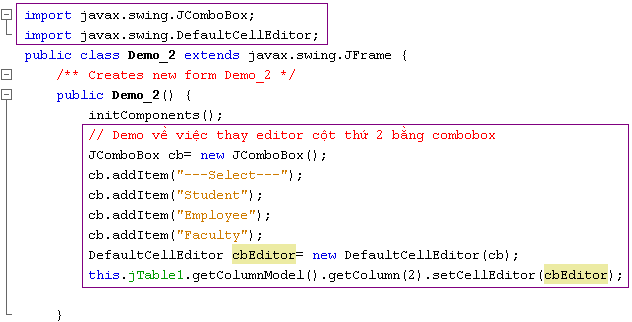 import javax.swing.JComboBox;
import javax.swing.DefaultCellEditor;
public class Demo_2 extends javax.swing.JFrame {
    /** Creates new form Demo_2 */
    public Demo_2() {
        initComponents();
        // Demo về việc thay editor cột thứ 2 bằng combobox
        JComboBox cb= new JComboBox();
        cb.addItem("---Select---");
        cb.addItem("Student");
        cb.addItem("Employee");
        cb.addItem("Faculty");
        DefaultCellEditor cbEditor= new DefaultCellEditor(cb);
        this.jTable1.getColumnModel().getColumn(2).setCellEditor(cbEditor);
    }